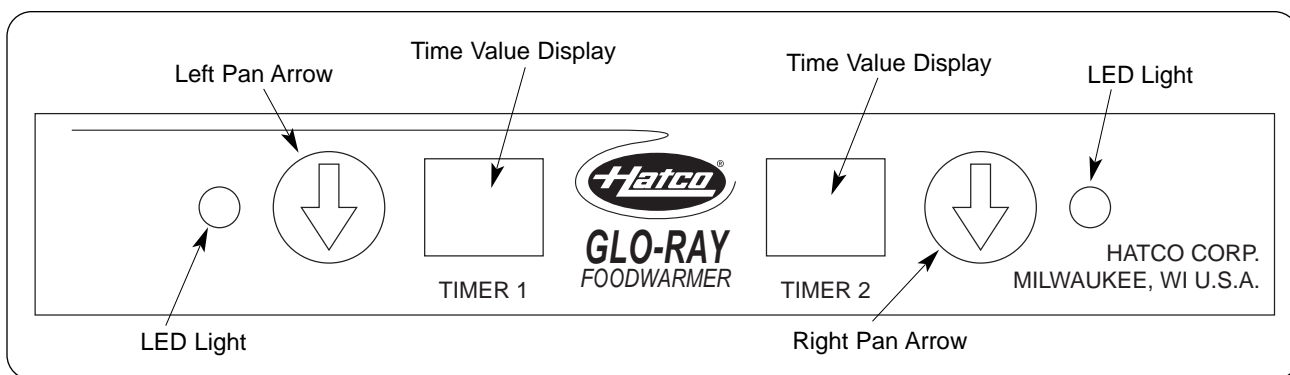 Time Value Display
Left Pan Arrow
Time Value Display
LED Light
Hatco®
GLO-RAY
FOODWARMER
TIMER 1
TIMER 2
HATCO CORP.
MILWAUKEE, WI U.S.A.
LED Light
Right Pan Arrow